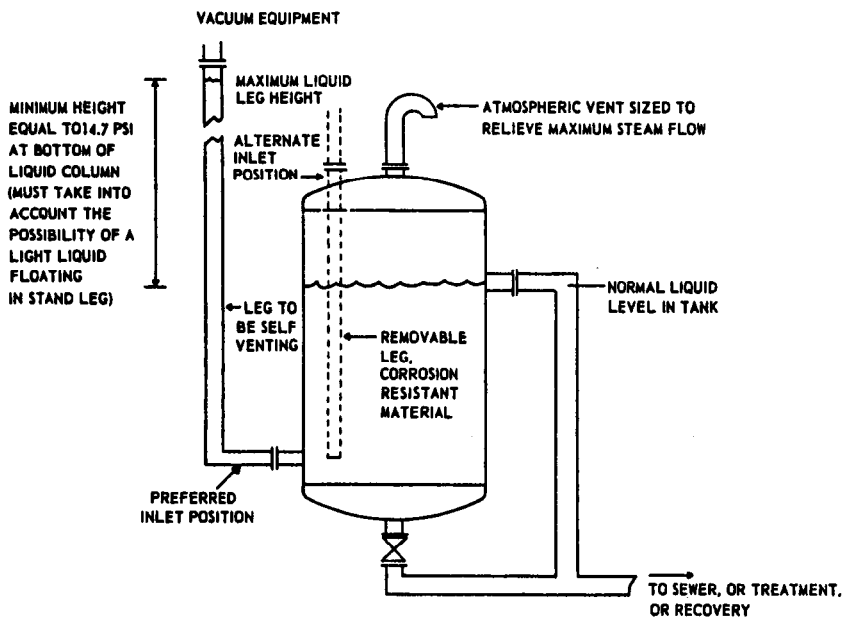 VACUUM EQUIPMENT
MAXIMUM LIQUID
LEG HEIGHT
MINIMUM HEIGHT
EQUAL TO14.7 PSI
AT BOTTOM OF
LIQUID COLUMN
(MUST TAKE INTO
ACCOUNT THE
POSSIBILITY OF A
LIGHT LIQUID
FLOATING
IN STAND LEG)
ALTERNATE
INLET
POSITION
ATMOSPHERIC VENT SIZED TO
RELIEVE MAXIMUM STEAM FLOW
LEG TO
BE SELF
VENTING
REMOVABLE
LEG,
CORROSION
RESISTANT
MATERIAL
NORMAL LIQUID
LEVEL IN TANK
PREFERRED
INLET POSITION
TO SEWER, OR TREATMENT,
OR RECOVERY